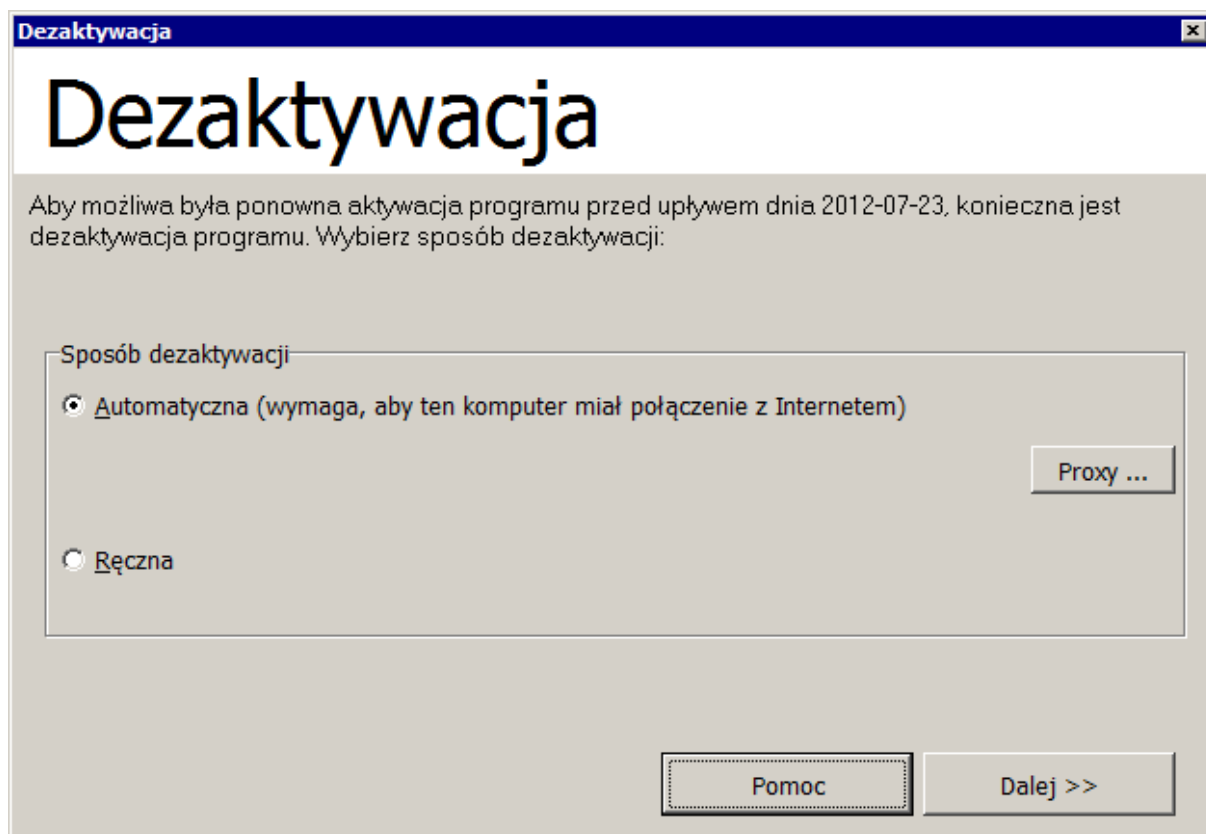 Dezaktywacja
Dezaktywacja
Aby możliwa była ponowna aktywacja programu przed upływem dnia 2012-07-23, konieczna jest
dezaktywacja programu. Wybierz sposób dezaktywacji:
Sposób dezaktywacji
Automatyczna (wymaga, aby ten komputer miał połączenie z Internetem)
Proxy ...
Ręczna
Pomoc
Dalej >>